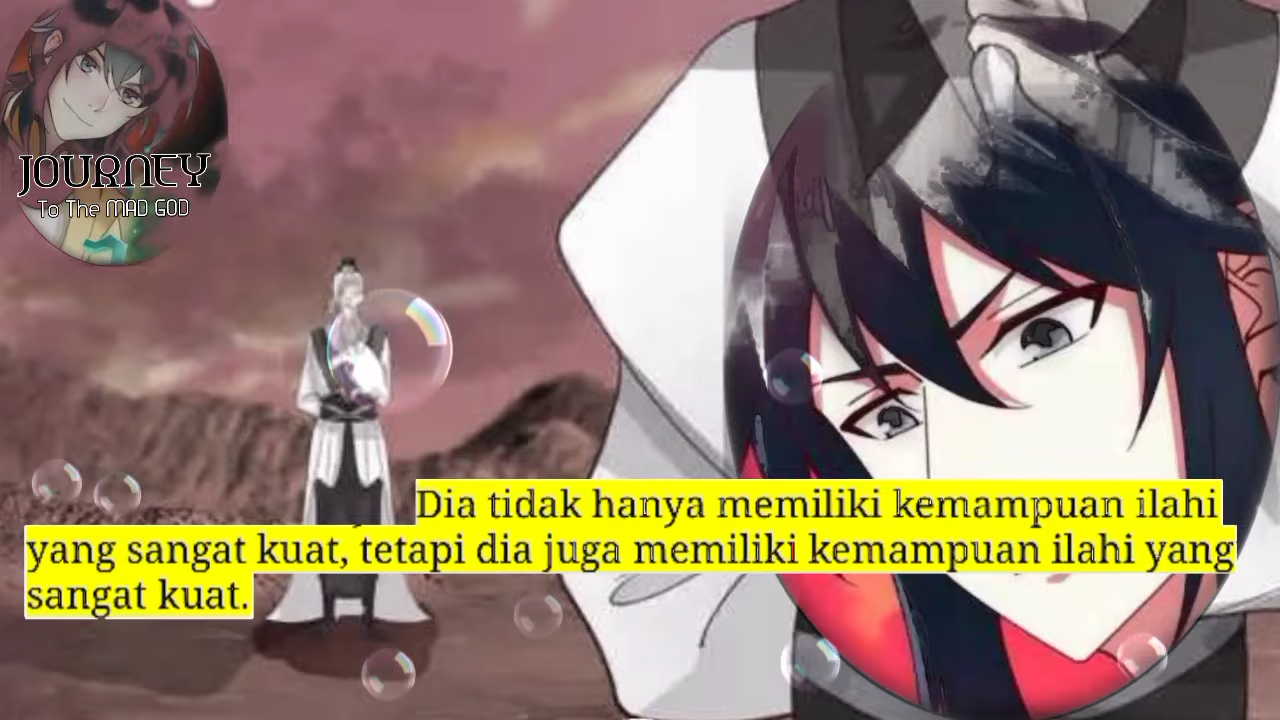 JOURNEY
To The MAD GOD
Dia tidak hanya memiliki kemampuan ilahi
yang sangat kuat, tetapi dia juga memiliki kemampuan ilahi yang
sangat kuat.